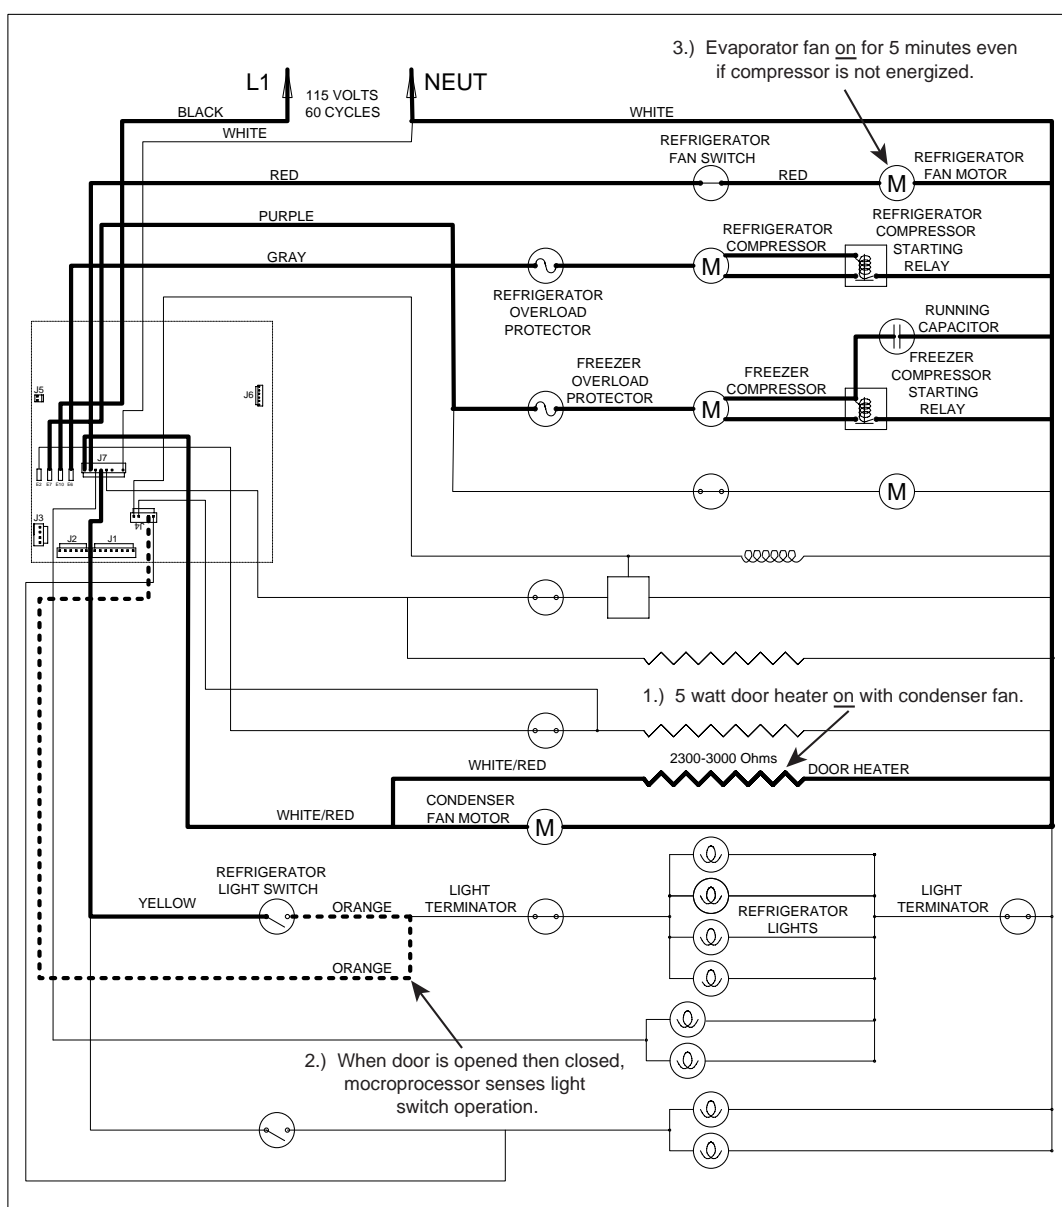 3.) Evaporator fan on for 5 minutes even
if compressor is not energized.
L1
115 VOLTS
60 CYCLES
NEUT
BLACK
WHITE
WHITE
REFRIGERATOR
FAN SWITCH
RED
RED
REFRIGERATOR
FAN MOTOR
M
PURPLE
REFRIGERATOR
COMPRESSOR
REFRIGERATOR
COMPRESSOR
STARTING
RELAY
GRAY
M
REFRIGERATOR
OVERLOAD
PROTECTOR
RUNNING
CAPACITOR
FREEZER
OVERLOAD
PROTECTOR
FREEZER
COMPRESSOR
FREEZER
COMPRESSOR
STARTING
RELAY
M
J5
J6
J7
E2
E7
E10
E6
M
J3
J4
J2
J1
1.) 5 watt door heater on with condenser fan.
2300-3000 Ohms
WHITE/RED
DOOR HEATER
WHITE/RED
CONDENSER
FAN MOTOR
M
REFRIGERATOR
LIGHT SWITCH
YELLOW
ORANGE
LIGHT
TERMINATOR
REFRIGERATOR
LIGHTS
LIGHT
TERMINATOR
ORANGE
2.) When door is opened then closed,
mocroprocessor senses light
switch operation.